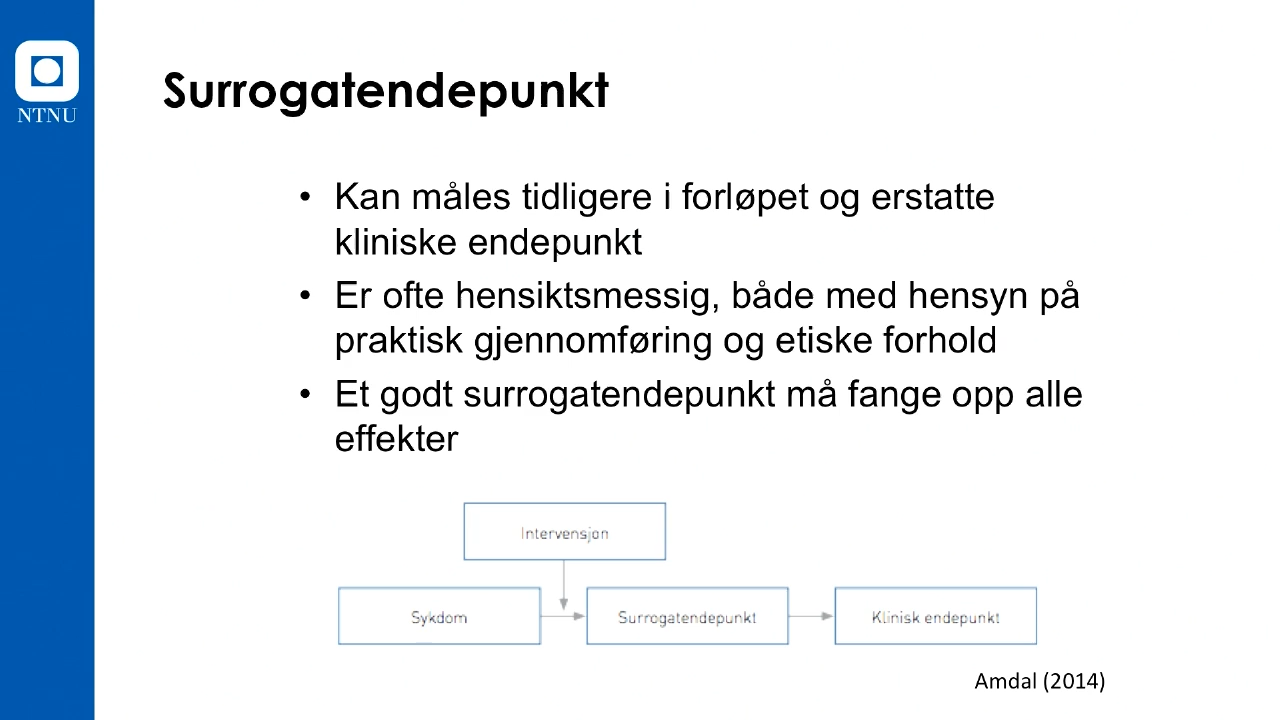 NTNU
Surrogatendepunkt
• Kan måles tidligere i forløpet og erstatte
kliniske endepunkt
• Er ofte hensiktsmessig, både med hensyn på
praktisk gjennomføring og etiske forhold
• Et godt surrogatendepunkt må fange opp alle
effekter
Intervensjon
Sykdom
Surrogatendepunkt
Klinisk endepunkt
Amdal (2014)